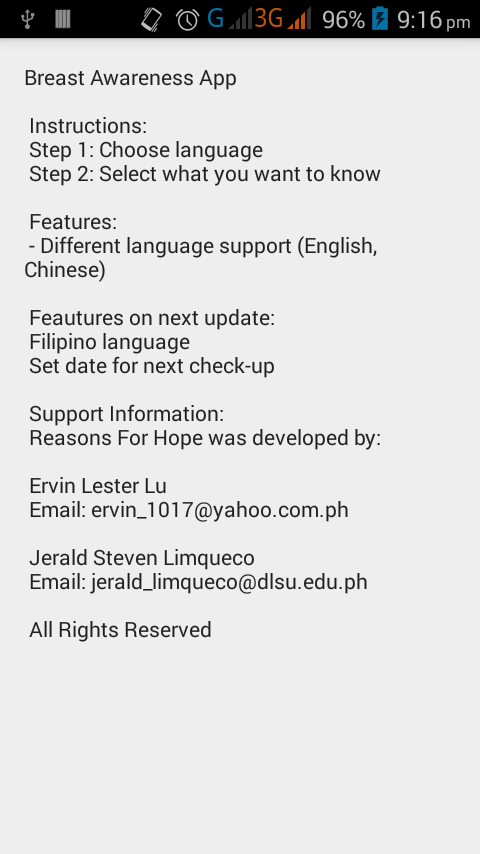 G 3G 96% 9:16 pm
Breast Awareness App
Instructions:
Step 1: Choose language
Step 2: Select what you want to know
Features:
- Different language support (English,
Chinese)
Feautures on next update:
Filipino language
Set date for next check-up
Support Information:
Reasons For Hope was developed by:
Ervin Lester Lu
Email: ervin_1017@yahoo.com.ph
Jerald Steven Limqueco
Email: jerald_limqueco@dlsu.edu.ph
All Rights Reserved